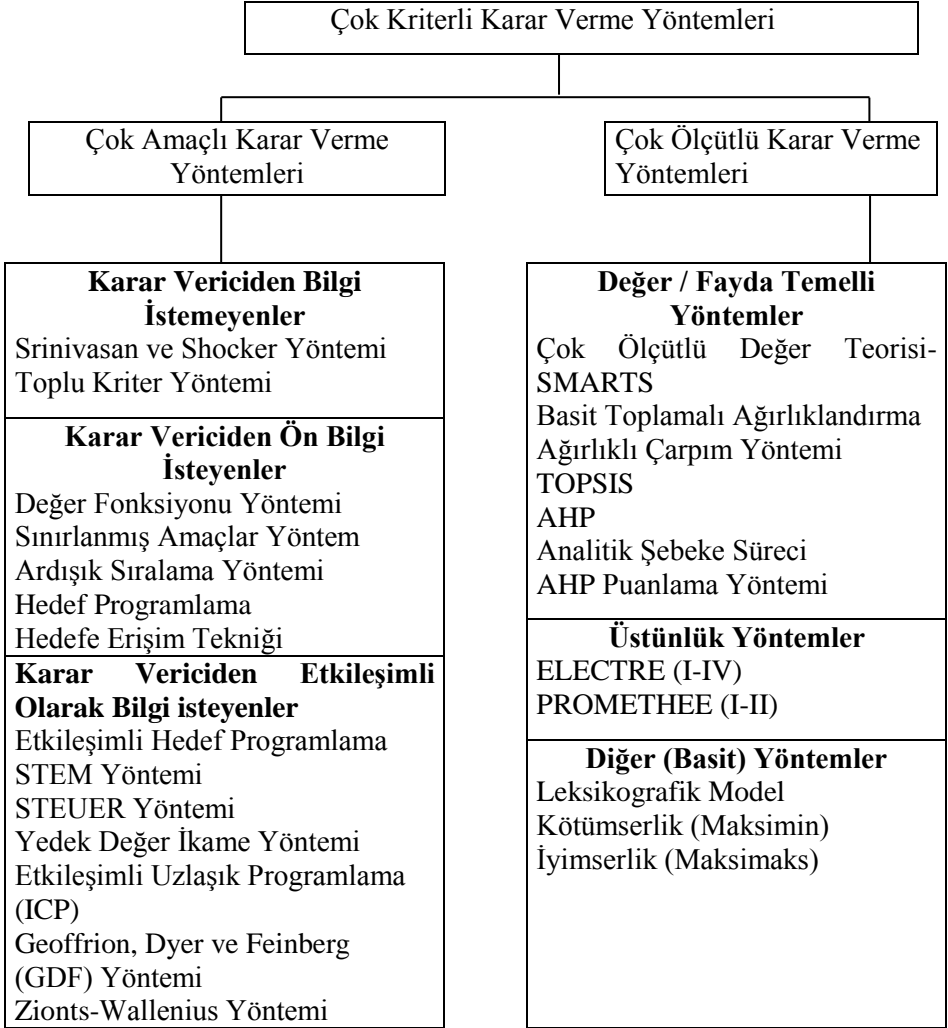 Çok Kriterli Karar Verme Yöntemleri
Çok Amaçlı Karar Verme
Yöntemleri
Çok Ölçütlü Karar Verme
Yöntemleri
Karar Vericiden Bilgi
İstemeyenler
Srinivasan ve Shocker Yöntemi
Toplu Kriter Yöntemi
Karar Vericiden Ön Bilgi
İsteyenler
Değer Fonksiyonu Yöntemi
Sınırlanmış Amaçlar Yöntem
Ardışık Sıralama Yöntemi
Hedef Programlama
Hedefe Erişim Tekniği
Karar Vericiden Etkileşimli
Olarak Bilgi isteyenler
Etkileşimli Hedef Programlama
STEM Yöntemi
STEUER Yöntemi
Yedek Değer İkame Yöntemi
Etkileşimli Uzlaşık Programlama
(ICP)
Geoffrion, Dyer ve Feinberg
(GDF) Yöntemi
Zionts-Wallenius Yöntemi
Değer / Fayda Temelli
Yöntemler
Çok Ölçütlü Değer Teorisi-
SMARTS
Basit Toplamalı Ağırlıklandırma
Ağırlıklı Çarpım Yöntemi
TOPSIS
AHP
Analitik Şebeke Süreci
AHP Puanlama Yöntemi
Üstünlük Yöntemler
ELECTRE (I-IV)
PROMETHEE (I-II)
Diğer (Basit) Yöntemler
Leksikografik Model
Kötümserlik (Maksimin)
İyimserlik (Maksimaks)